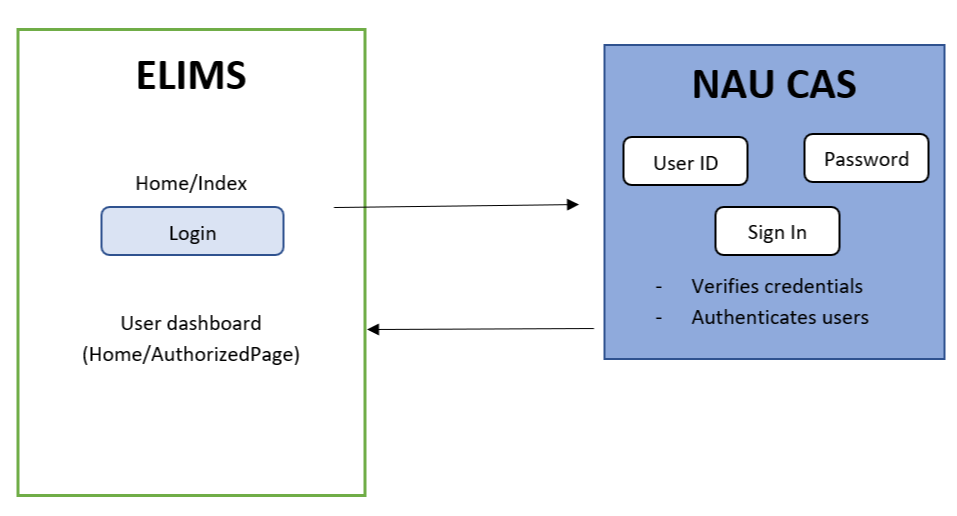 ELIMS
Home/Index
Login
User dashboard
(Home/AuthorizedPage)
NAU CAS
User ID
Password
Sign In
- Verifies credentials
- Authenticates users